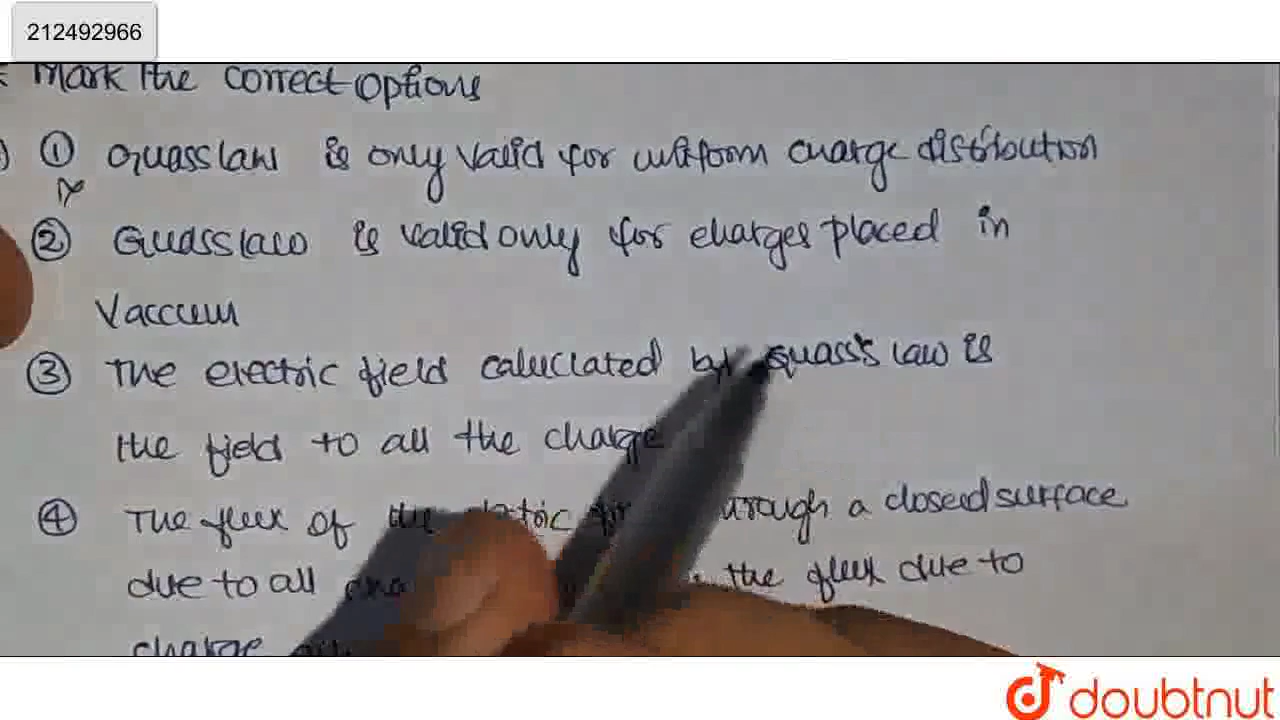 212492966
Mark the correct options
① Guass law is only valid for uniform charge distribution
② Guass law is valid only for charges placed in
Vaccum
③ The electric field caluclated by Guass's law is
the field to all the charge
④ The flux of the through a closed surface
due to all the flux due to
charge
doubtnut